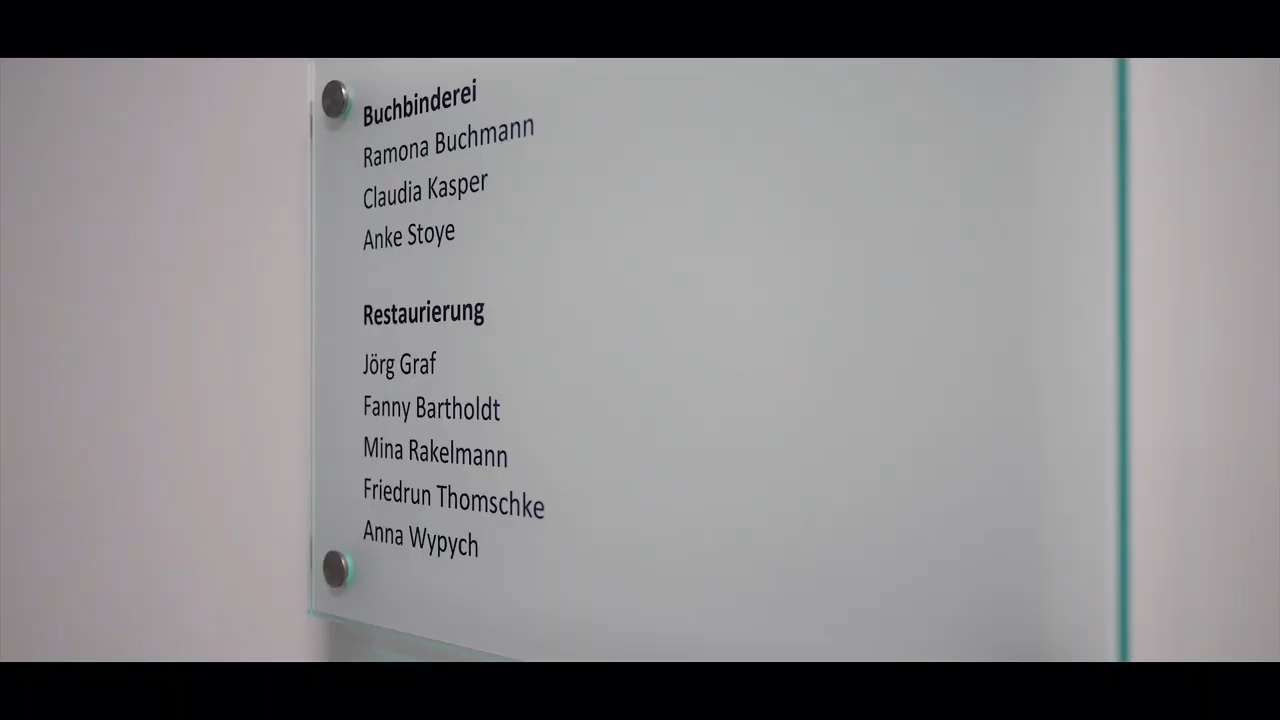 Buchbinderei
Ramona Buchmann
Claudia Kasper
Anke Stoye
Restaurierung
Jörg Graf
Fanny Bartholdt
Mina Rakelmann
Friedrun Thomschke
Anna Wypych